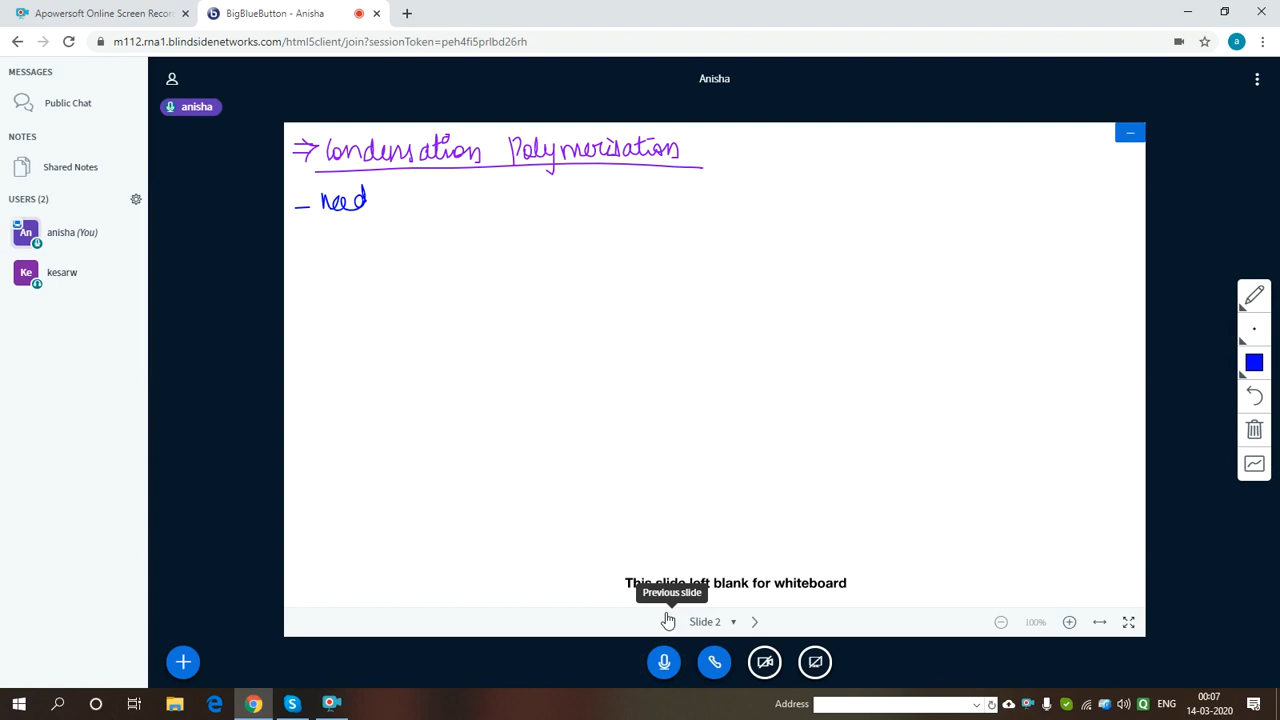 Apowersoft Online Screen Recor
BigBlueButton - Anisha
m112.rna1.blindsidenetworks.com/html5client/join?sessionToken=peh4fi5prlbd26rh
a
MESSAGES
Public Chat
NOTES
Shared Notes
USERS (2)
An anisha (You)
Ke kesarw
Anisha
anisha
⇒ Condensation Polymerisation
- need
This slide left blank for whiteboard
Previous slide
Slide 2
100%
Address
ENG
00:07
14-03-2020